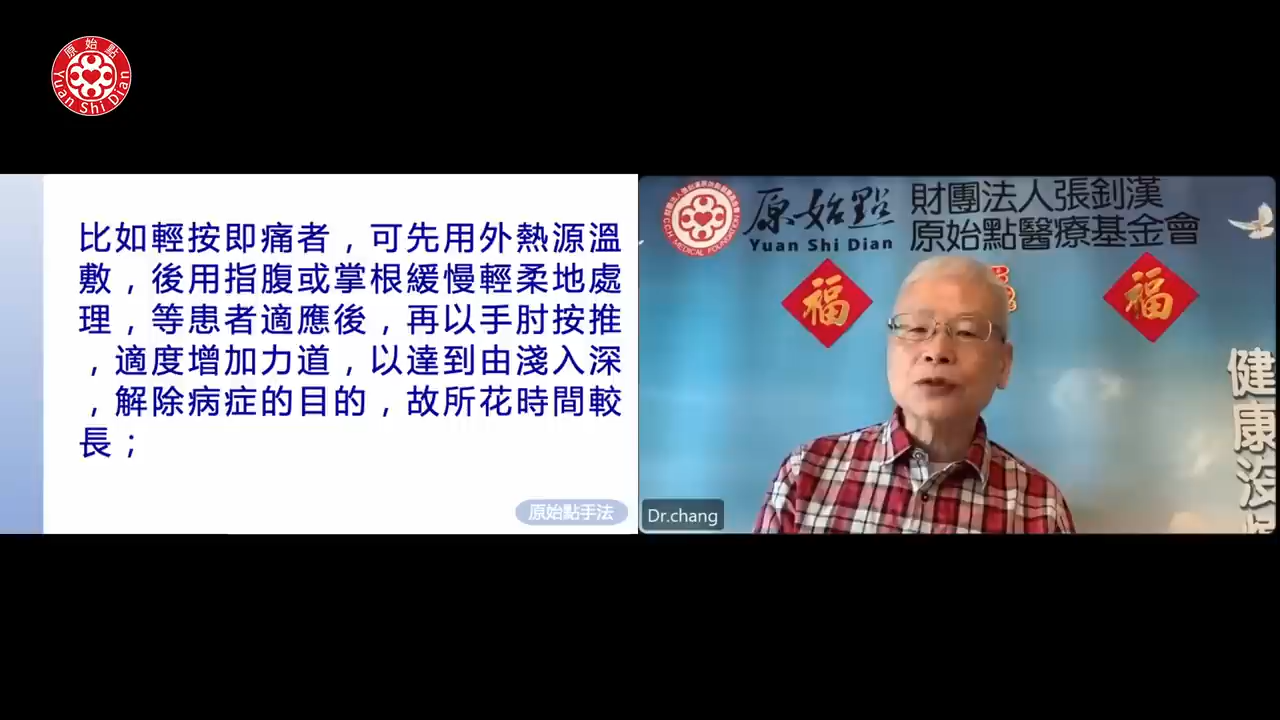 原始點
Yuan Shi Dian
比如輕按即痛者，可先用外熱源溫
敷，後用指腹或掌根緩慢輕柔地處
理，等患者適應後，再以手肘按推
，適度增加力道，以達到由淺入深
，解除病症的目的，故所花時間較
長；
原始點手法
原始點
Yuan Shi Dian
財團法人張釗漢
原始點醫療基金會
福
福
健康沒
Dr.chang